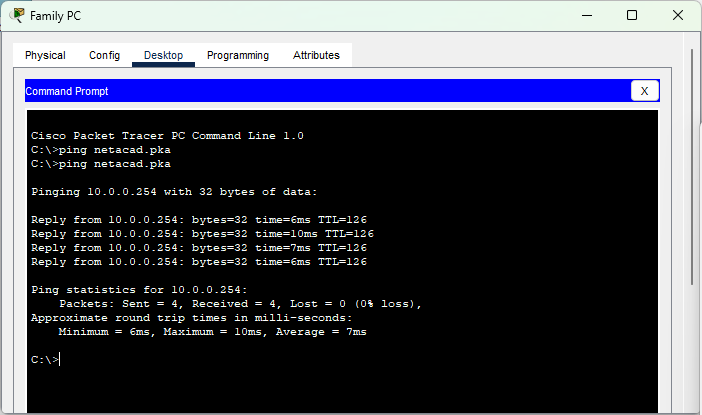 Family PC
Physical Config Desktop Programming Attributes
Command Prompt X
Cisco Packet Tracer PC Command Line 1.0
C:\>ping netacad.pka
C:\>ping netacad.pka
Pinging 10.0.0.254 with 32 bytes of data:
Reply from 10.0.0.254: bytes=32 time=6ms TTL=126
Reply from 10.0.0.254: bytes=32 time=10ms TTL=126
Reply from 10.0.0.254: bytes=32 time=7ms TTL=126
Reply from 10.0.0.254: bytes=32 time=6ms TTL=126
Ping statistics for 10.0.0.254:
Packets: Sent = 4, Received = 4, Lost = 0 (0% loss),
Approximate round trip times in milli-seconds:
Minimum = 6ms, Maximum = 10ms, Average = 7ms
C:\>